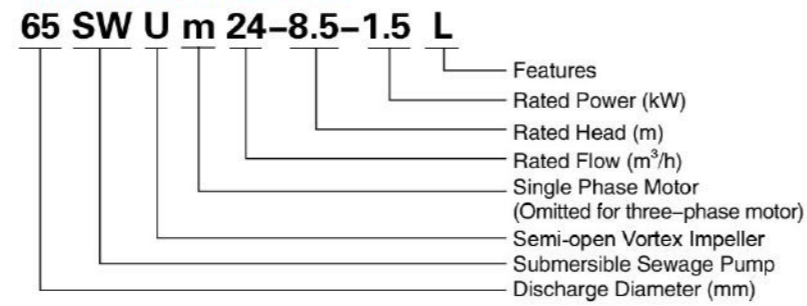 65 SW U m 24–8.5–1.5 L
Features
Rated Power (kW)
Rated Head (m)
Rated Flow (m³/h)
Single Phase Motor
(Omitted for three–phase motor)
Semi-open Vortex Impeller
Submersible Sewage Pump
Discharge Diameter (mm)